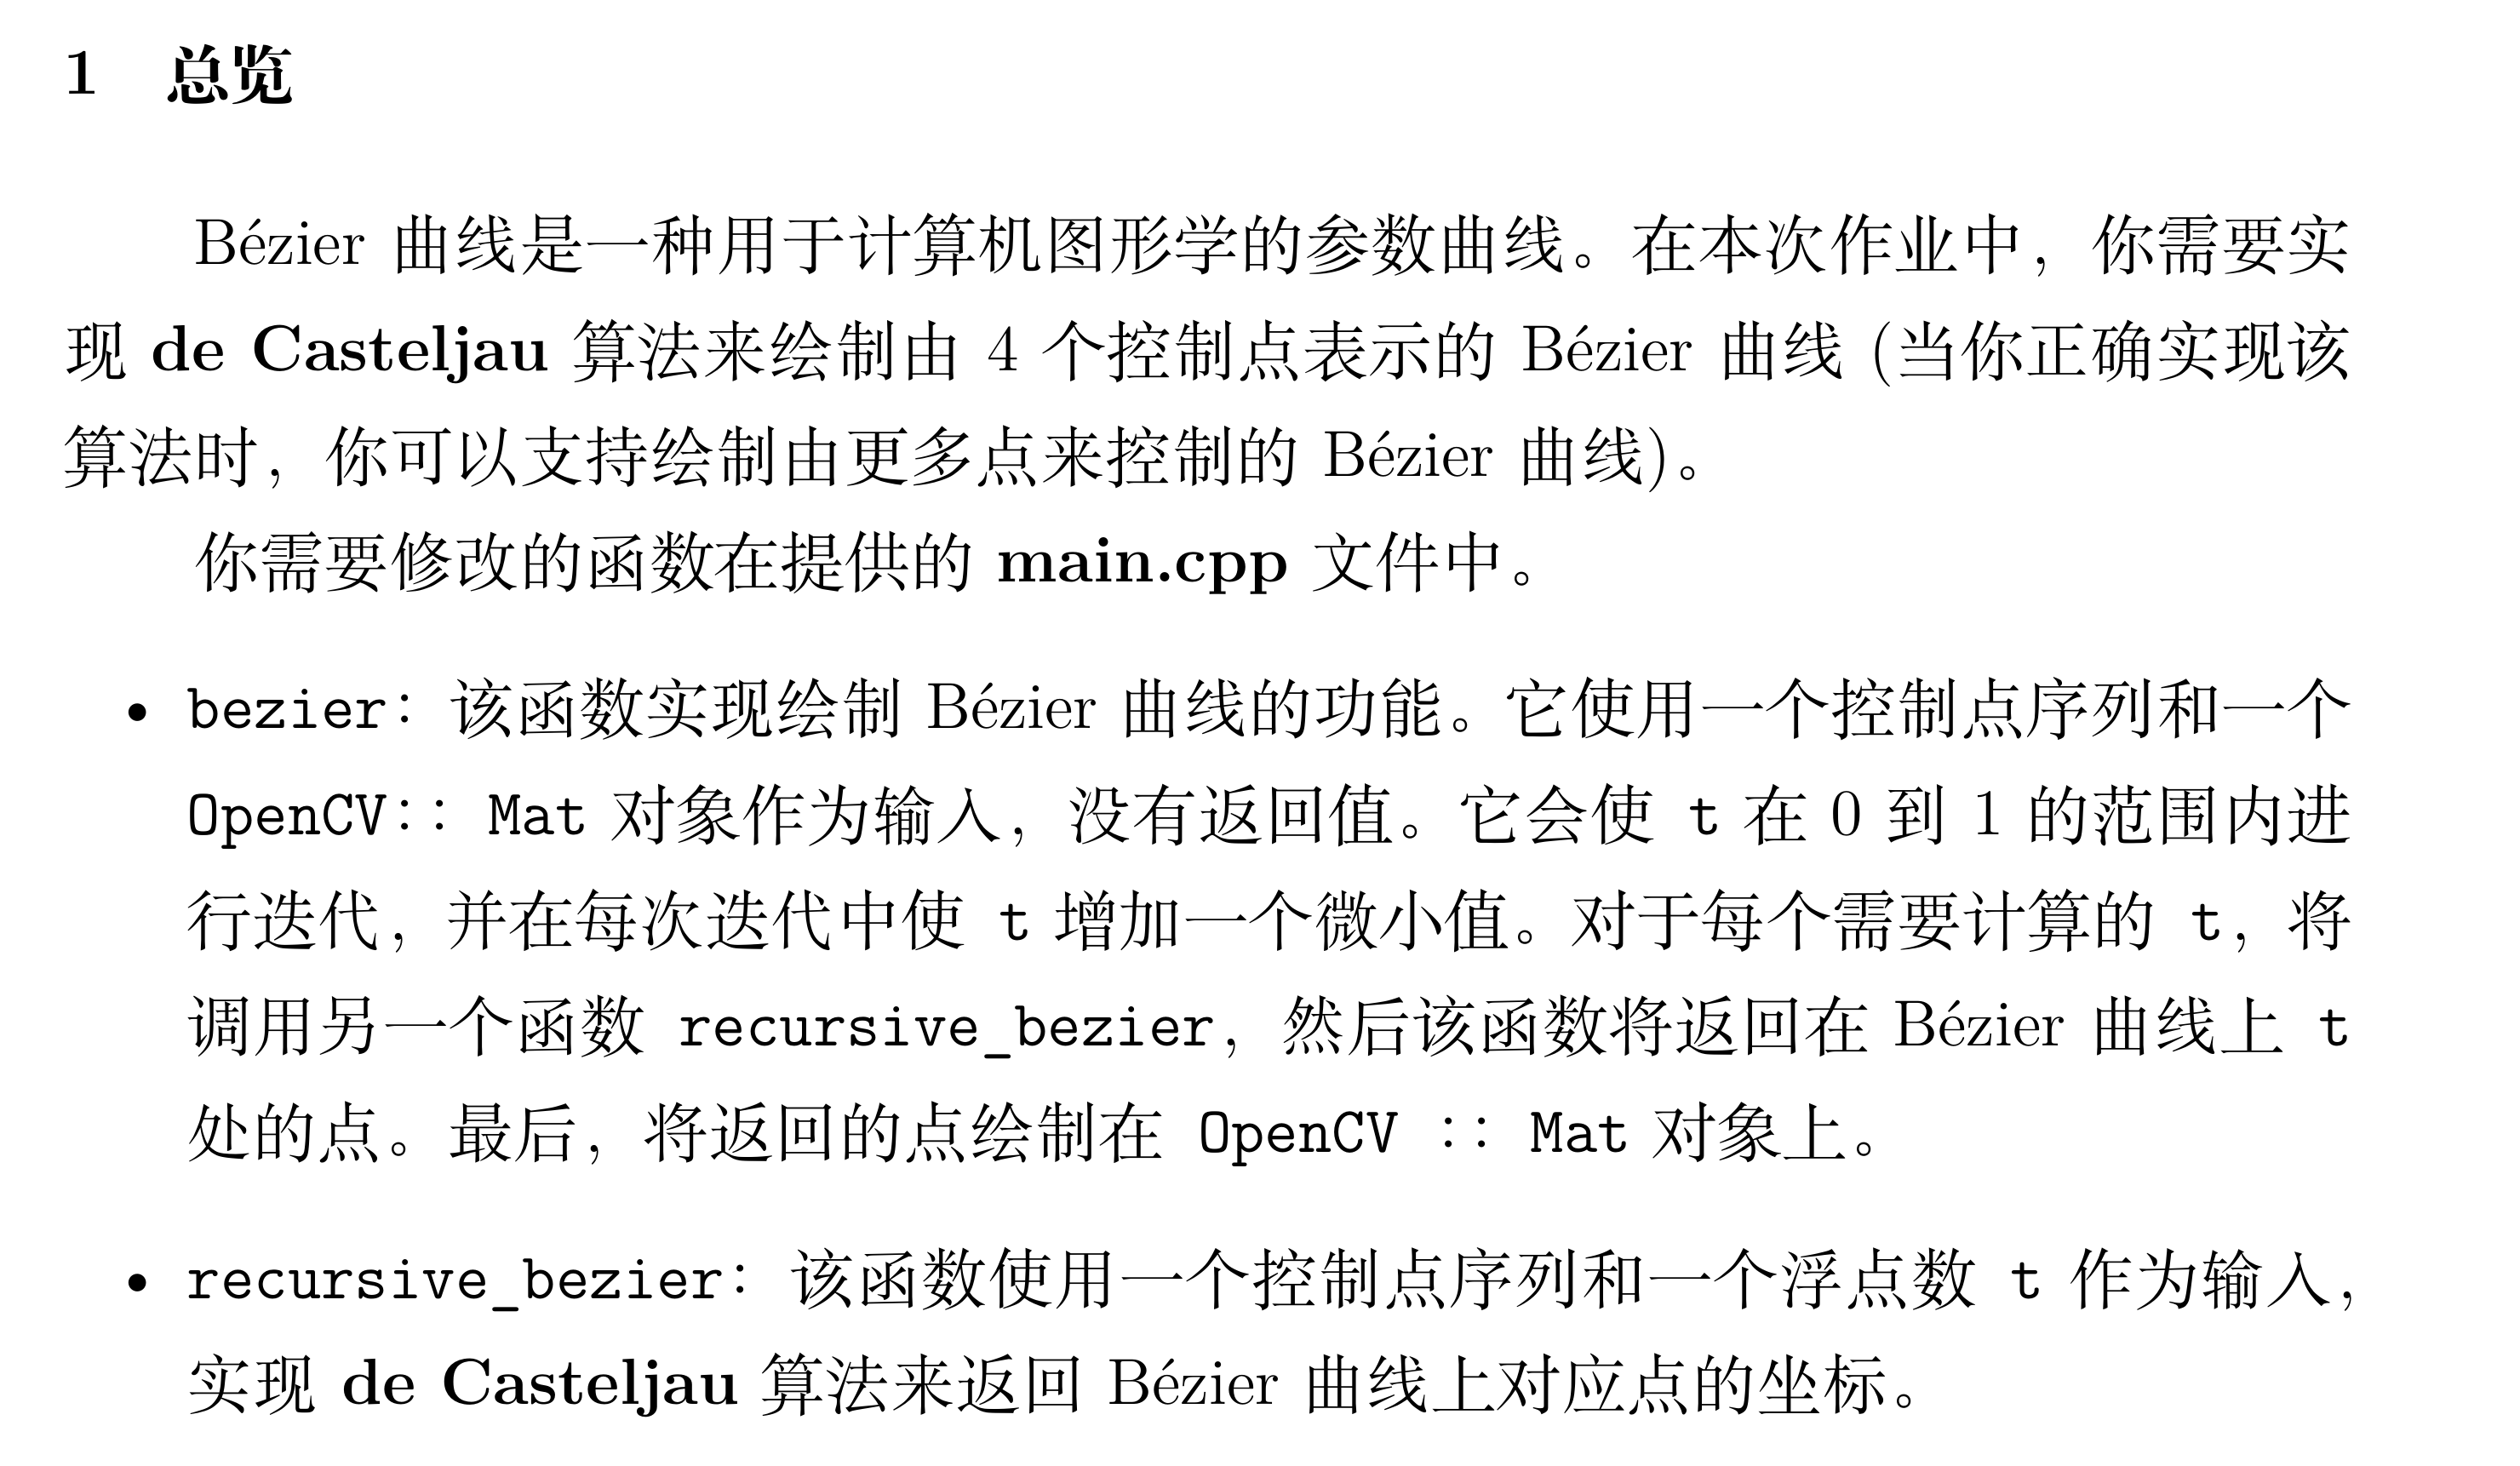 1 总览
Bézier 曲线是一种用于计算机图形学的参数曲线。在本次作业中，你需要实
现 de Casteljau 算法来绘制由 4 个控制点表示的 Bézier 曲线 (当你正确实现该
算法时，你可以支持绘制由更多点来控制的 Bézier 曲线)。
你需要修改的函数在提供的 main.cpp 文件中。
• bezier：该函数实现绘制 Bézier 曲线的功能。它使用一个控制点序列和一个
OpenCV:: Mat 对象作为输入，没有返回值。它会使 t 在 0 到 1 的范围内进
行迭代，并在每次迭代中使 t 增加一个微小值。对于每个需要计算的 t，将
调用另一个函数 recursive_bezier，然后该函数将返回在 Bézier 曲线上 t
处的点。最后，将返回的点绘制在 OpenCV :: Mat 对象上。
• recursive_bezier：该函数使用一个控制点序列和一个浮点数 t 作为输入，
实现 de Casteljau 算法来返回 Bézier 曲线上对应点的坐标。